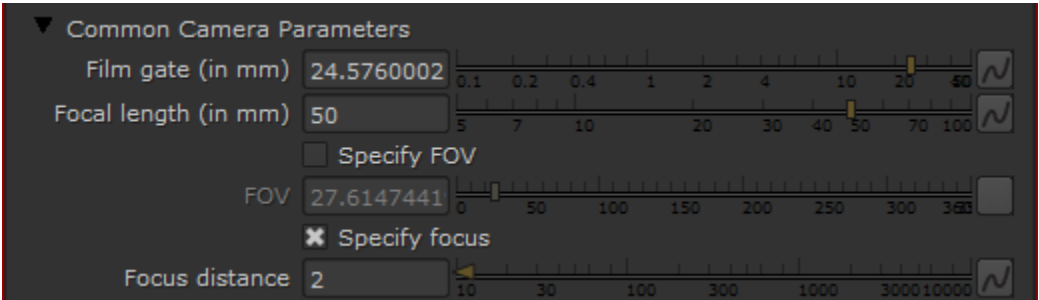 Common Camera Parameters
Film gate (in mm) 24.5760002 0.1 0.2 0.4 1 2 4 10 20
Focal length (in mm) 50 5 7 10 20 30 40 50 70 100
Specify FOV
FOV 27.6147441 0 50 100 150 200 250 300
Specify focus
Focus distance 2 10 30 100 300 1000 3000 10000